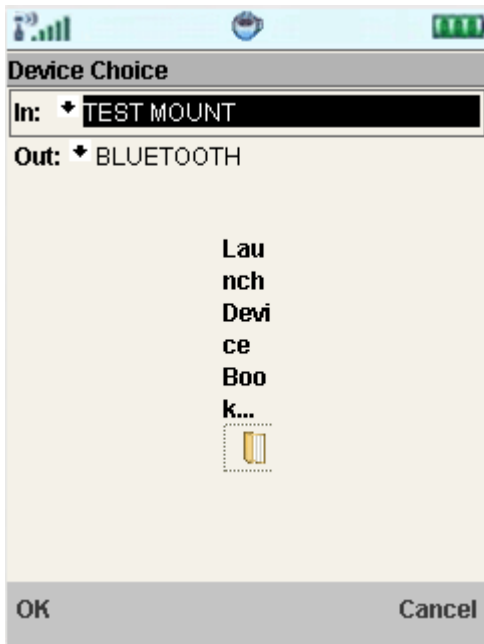 Device Choice
In: TEST MOUNT
Out: BLUETOOTH
Lau
nch
Devi
ce
Boo
k...
OK Cancel